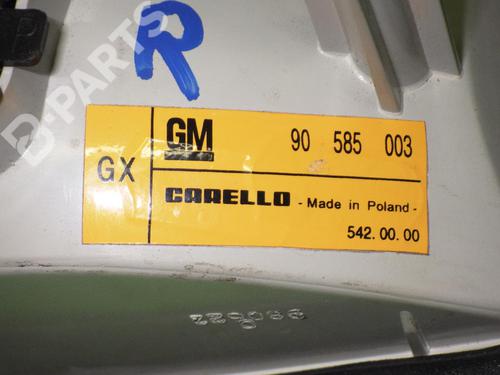 B-PARTS
R
GM 90 585 003
GX
CARELLO - Made in Poland -
542.00.00